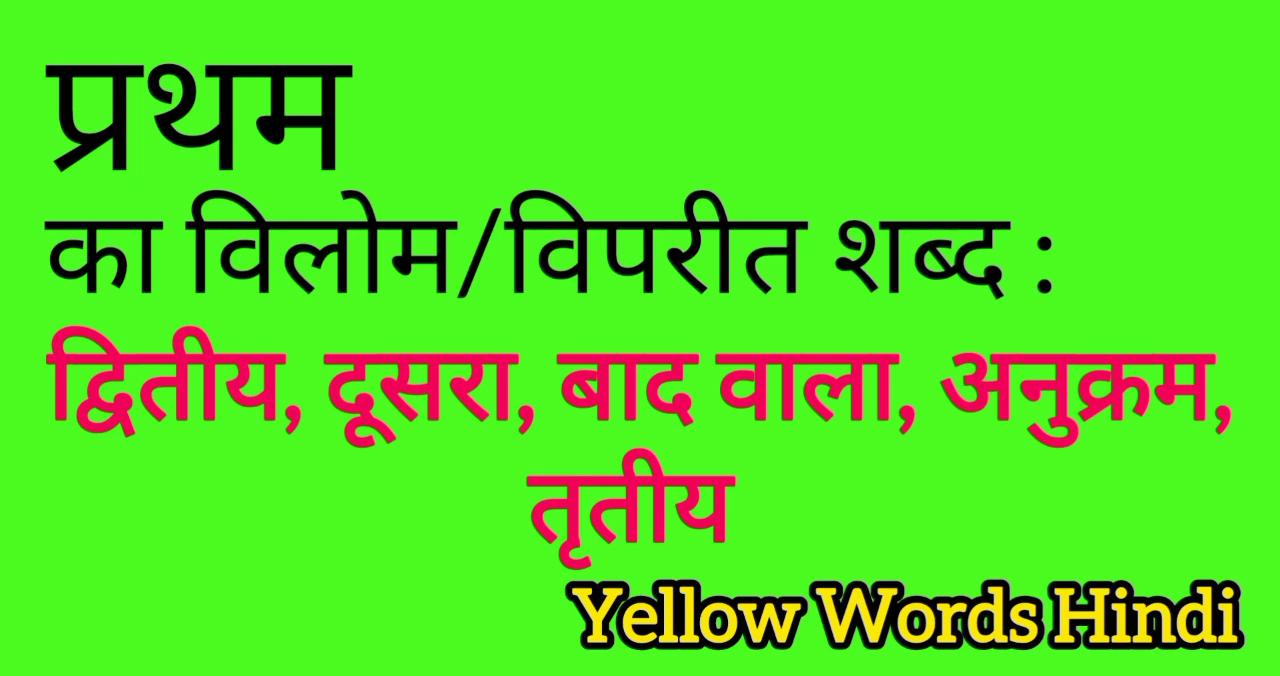 प्रथम
का विलोम/विपरीत शब्द :
द्वितीय, दूसरा, बाद वाला, अनुक्रम,
तृतीय
Yellow Words Hindi